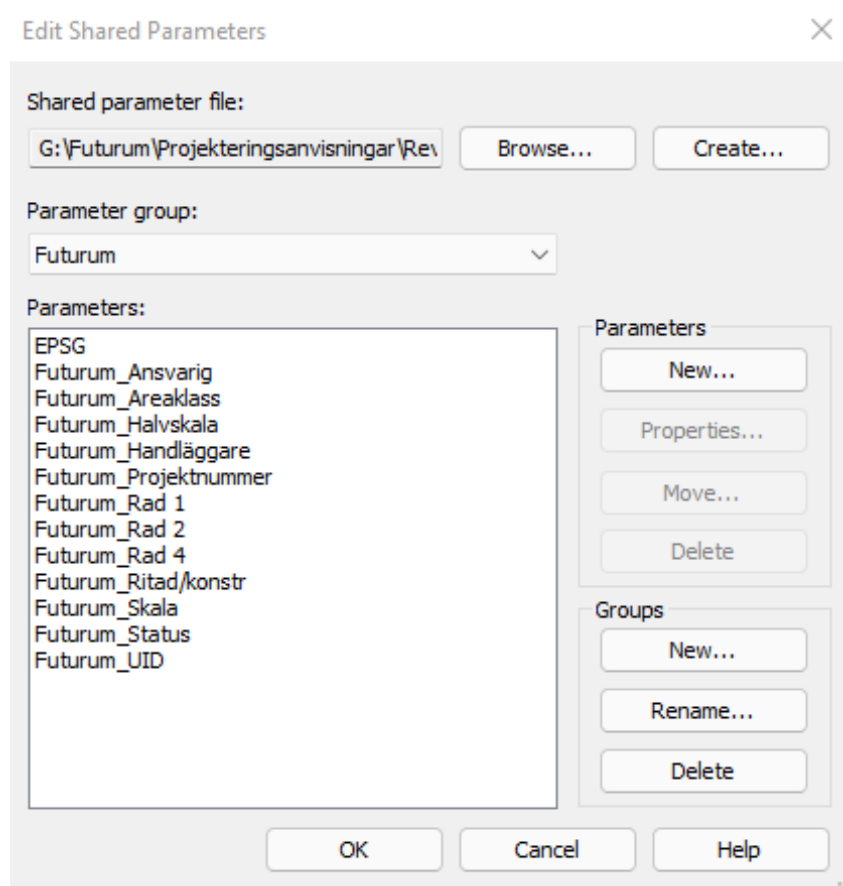 Edit Shared Parameters
Shared parameter file:
G:\Futurum\Projekteringsanvisningar\Rev
Browse...
Create...
Parameter group:
Futurum
Parameters:
EPSG
Futurum_Ansvarig
Futurum_Areaklass
Futurum_Halvskala
Futurum_Handläggare
Futurum_Projektnummer
Futurum_Rad 1
Futurum_Rad 2
Futurum_Rad 4
Futurum_Ritad/konstr
Futurum_Skala
Futurum_Status
Futurum_UID
Parameters
New...
Properties...
Move...
Delete
Groups
New...
Rename...
Delete
OK
Cancel
Help